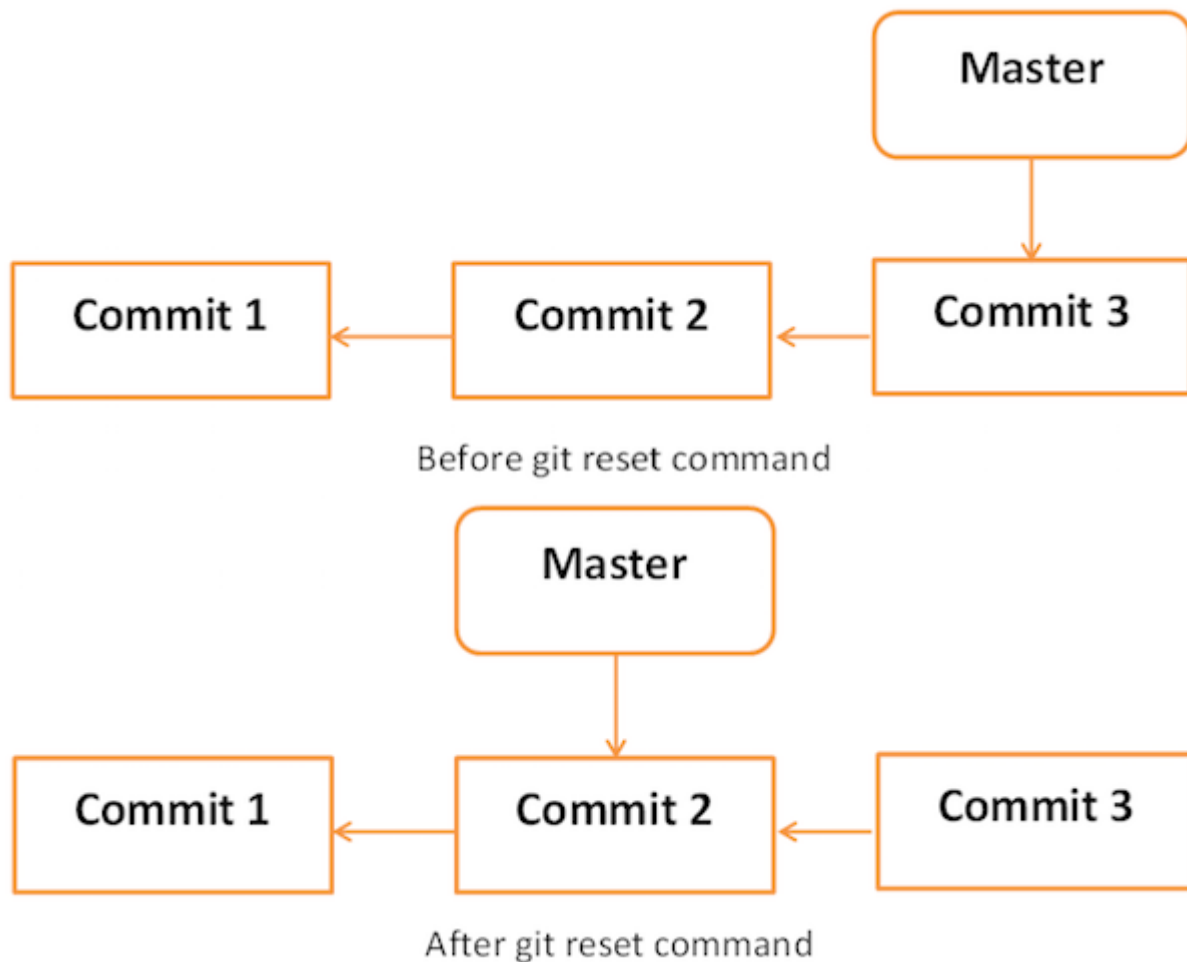 Master
Commit 1
Commit 2
Commit 3
Before git reset command
Master
Commit 1
Commit 2
Commit 3
After git reset command